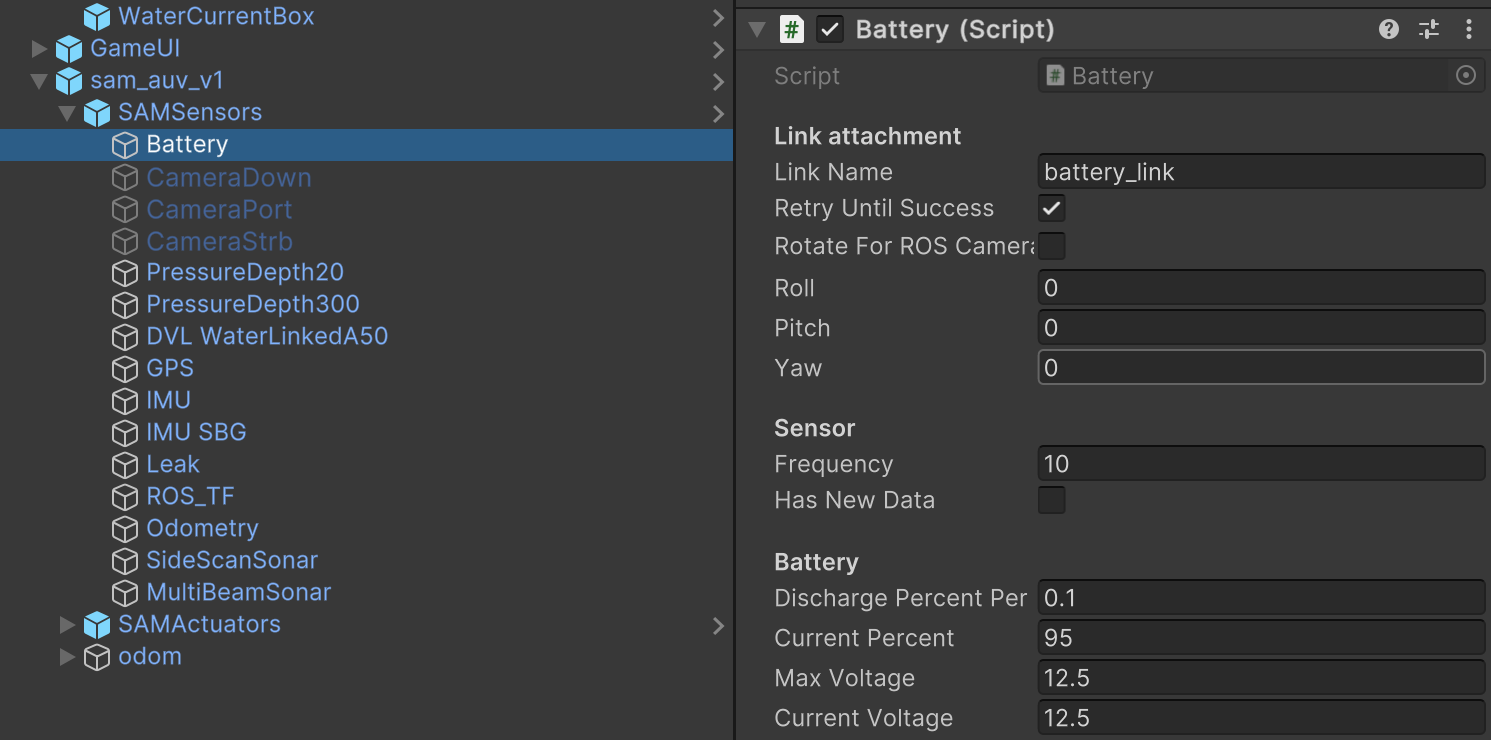 WaterCurrentBox
GameUI
sam_auv_v1
SAMSensors
Battery
CameraDown
CameraPort
CameraStrb
PressureDepth20
PressureDepth300
DVL WaterLinkedA50
GPS
IMU
IMU SBG
Leak
ROS_TF
Odometry
SideScanSonar
MultiBeamSonar
SAMActuators
odom
# Battery (Script)
Script # Battery
Link attachment
Link Name battery_link
Retry Until Success
Rotate For ROS Camera
Roll 0
Pitch 0
Yaw 0
Sensor
Frequency 10
Has New Data
Battery
Discharge Percent Per 0.1
Current Percent 95
Max Voltage 12.5
Current Voltage 12.5